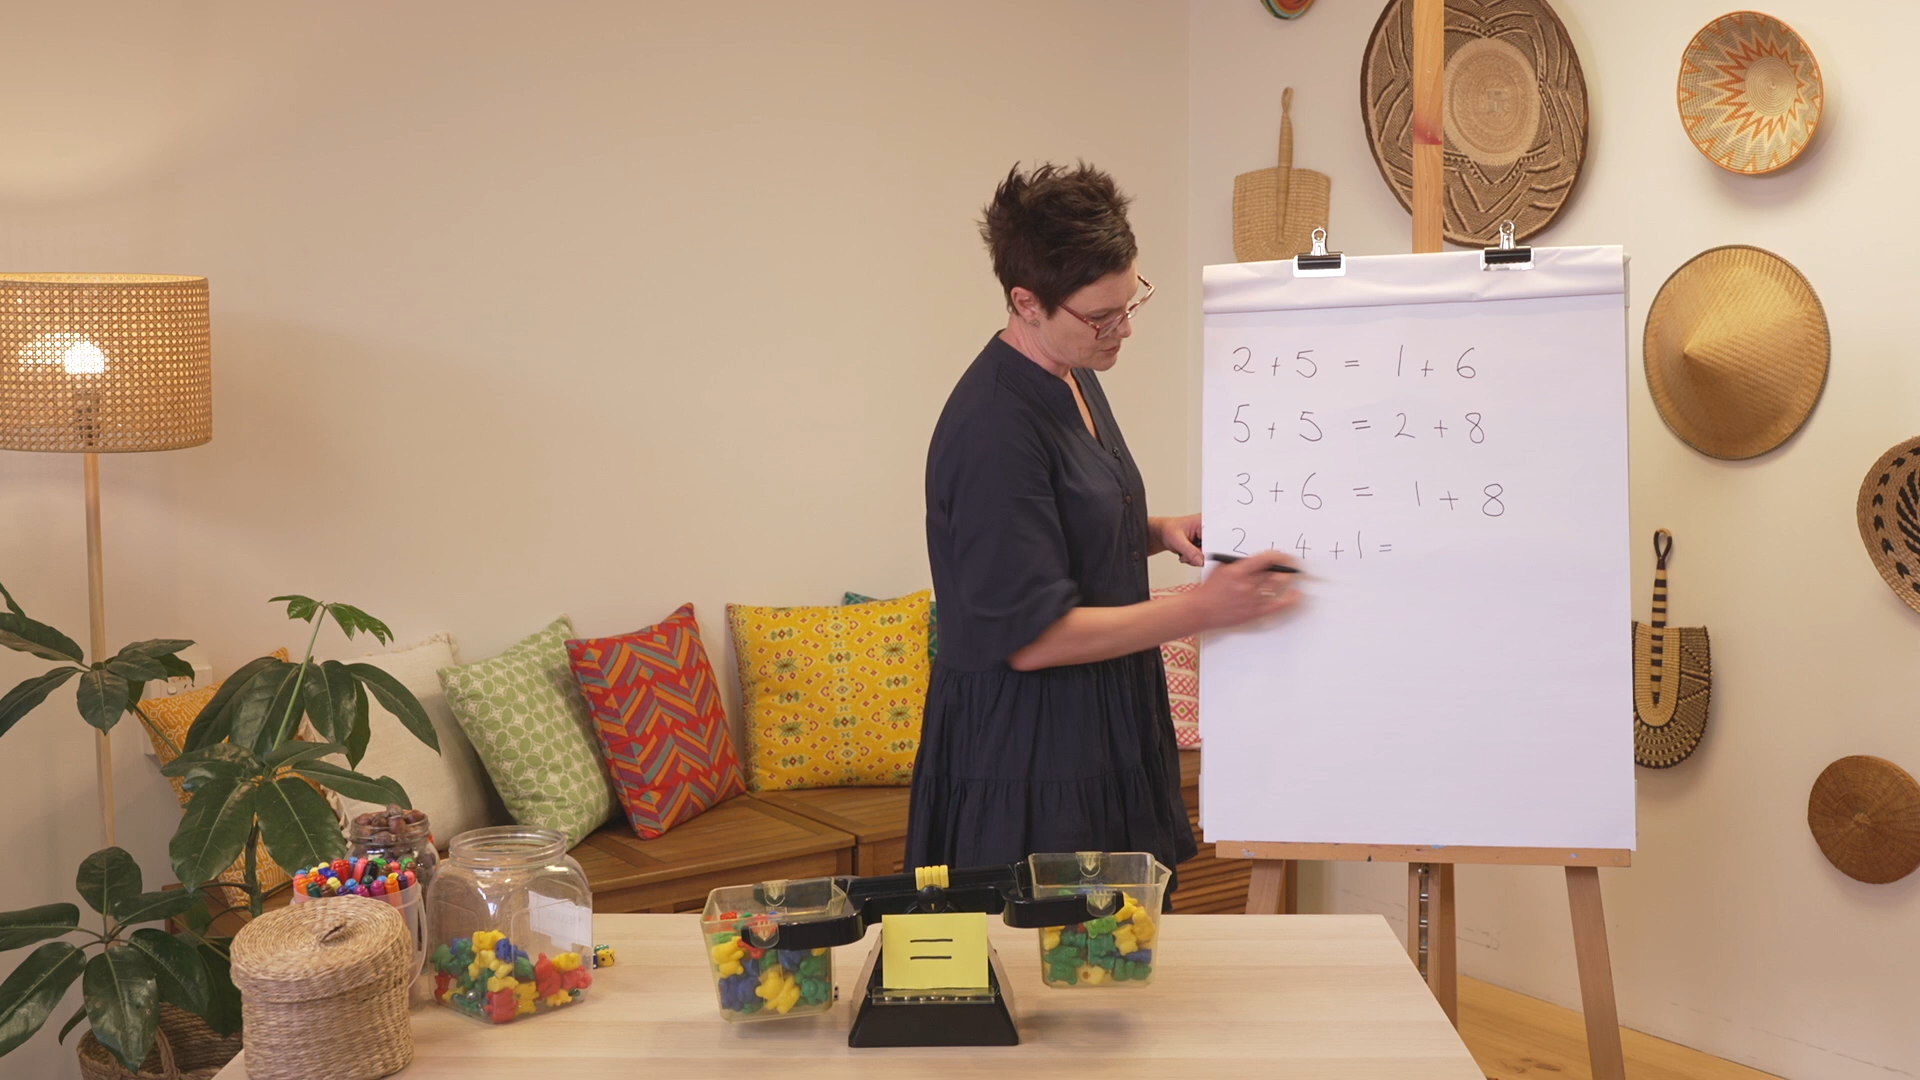 2 + 5 = 1 + 6
5 + 5 = 2 + 8
3 + 6 = 1 + 8
2 + 4 + 1 =
=